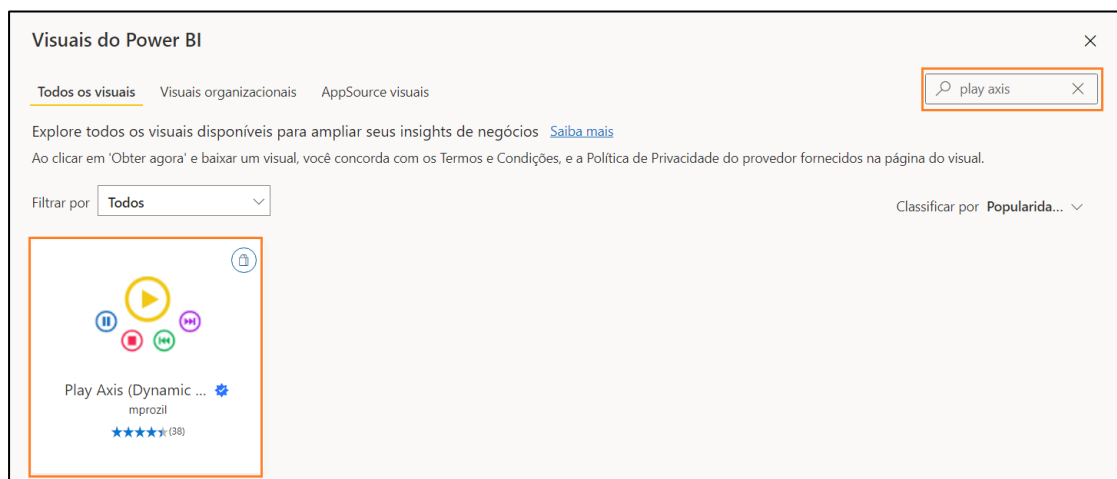 Visuais do Power BI
Todos os visuais Visuais organizacionais AppSource visuais
play axis
Explore todos os visuais disponíveis para ampliar seus insights de negócios Saiba mais
Ao clicar em 'Obter agora' e baixar um visual, você concorda com os Termos e Condições, e a Política de Privacidade do provedor fornecidos na página do visual.
Filtrar por Todos
Classificar por Popularida...
Play Axis (Dynamic ...
mprozil
(38)